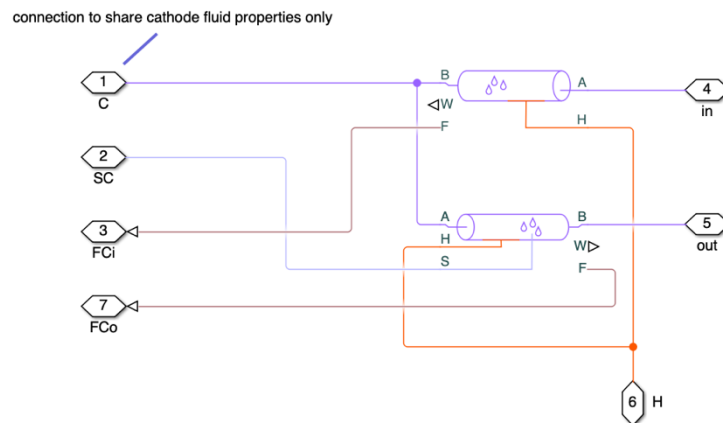 connection to share cathode fluid properties only
1
C
B
A
4
in
W
F
H
2
SC
3
FCi
A
B
5
out
H
W
S
F
7
FCo
6
H